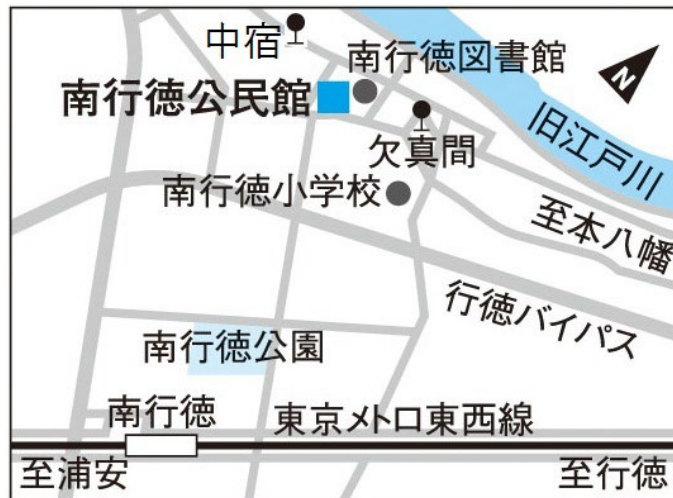 中宿
南行徳図書館
N
南行徳公民館
旧江戸川
欠真間
南行徳小学校
至本八幡
行徳バイパス
南行徳公園
南行徳
東京メトロ東西線
至浦安
至行徳